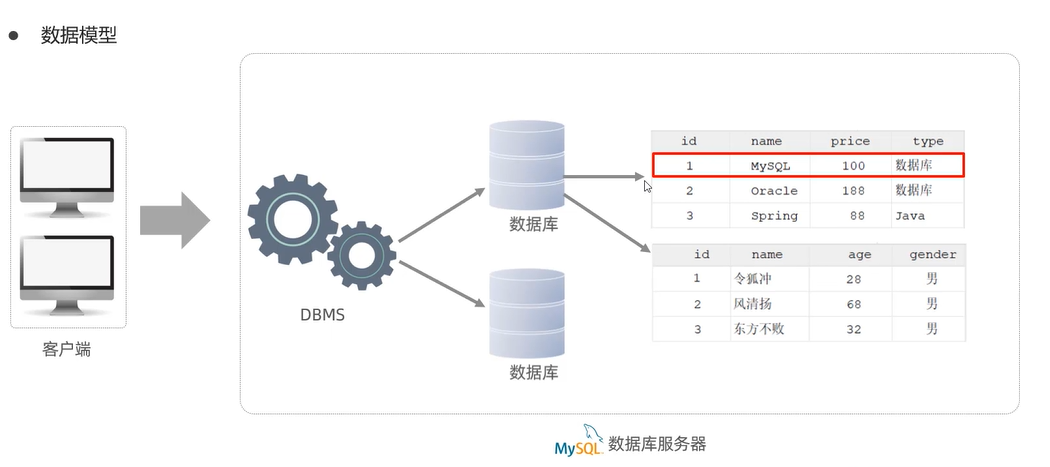 ● 数据模型
客户端
DBMS
数据库
数据库
id name price type
1 MySQL 100 数据库
2 Oracle 188 数据库
3 Spring 88 Java
id name age gender
1 令狐冲 28 男
2 风清扬 68 男
3 东方不败 32 男
MySQL 数据库服务器